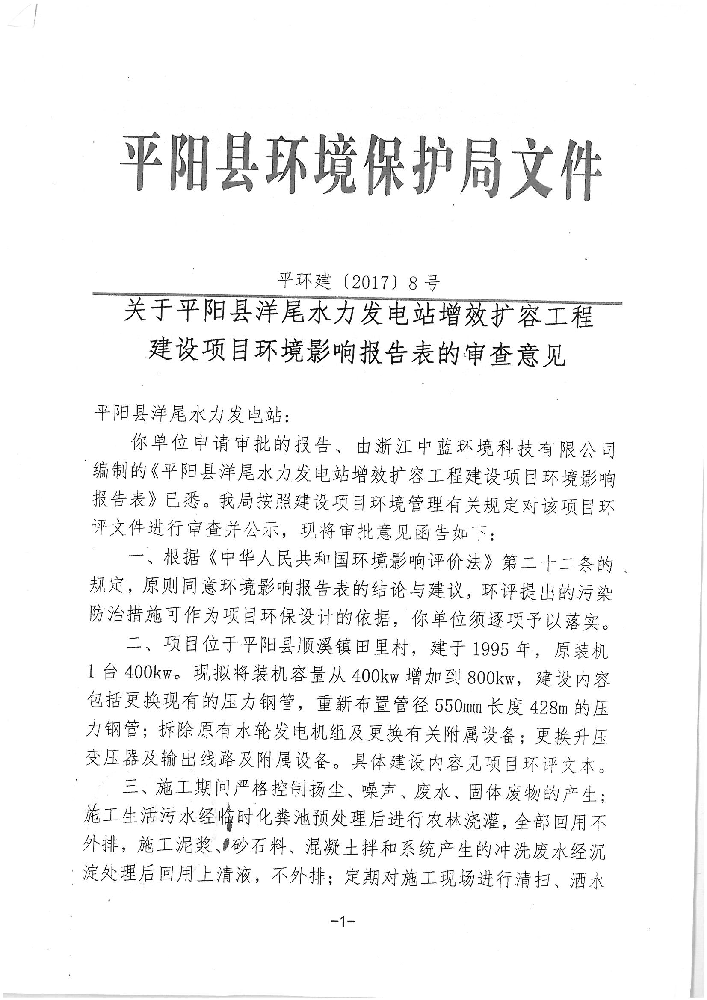 平阳县环境保护局文件
平环建〔2017〕8号
关于平阳县洋尾水力发电站增效扩容工程
建设项目环境影响报告表的审查意见
平阳县洋尾水力发电站：
你单位申请审批的报告、由浙江中蓝环境科技有限公司
编制的《平阳县洋尾水力发电站增效扩容工程建设项目环境影响
报告表》已悉。我局按照建设项目环境管理有关规定对该项目环
评文件进行审查并公示，现将审批意见函告如下：
一、根据《中华人民共和国环境影响评价法》第二十二条的
规定，原则同意环境影响报告表的结论与建议，环评提出的污染
防治措施可作为项目环保设计的依据，你单位须逐项予以落实。
二、项目位于平阳县顺溪镇田里村，建于1995年，原装机
1台400kw。现拟将装机容量从400kw增加到800kw，建设内容
包括更换现有的压力钢管，重新布置管径550mm长度428m的压
力钢管；拆除原有水轮发电机组及更换有关附属设备；更换升压
变压器及输出线路及附属设备。具体建设内容见项目环评文本。
三、施工期间严格控制扬尘、噪声、废水、固体废物的产生；
施工生活污水经临时化粪池预处理后进行农林浇灌，全部回用不
外排，施工泥浆、砂石料、混凝土拌和系统产生的冲洗废水经沉
淀处理后回用上清液，不外排；定期对施工现场进行清扫、洒水
-1-